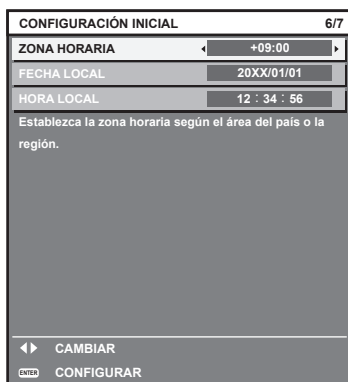 CONFIGURACIÓN INICIAL 6/7
ZONA HORARIA +09:00
FECHA LOCAL 20XX/01/01
HORA LOCAL 12 : 34 : 56
Establezca la zona horaria según el área del país o la
región.
CAMBIAR
ENTER CONFIGURAR